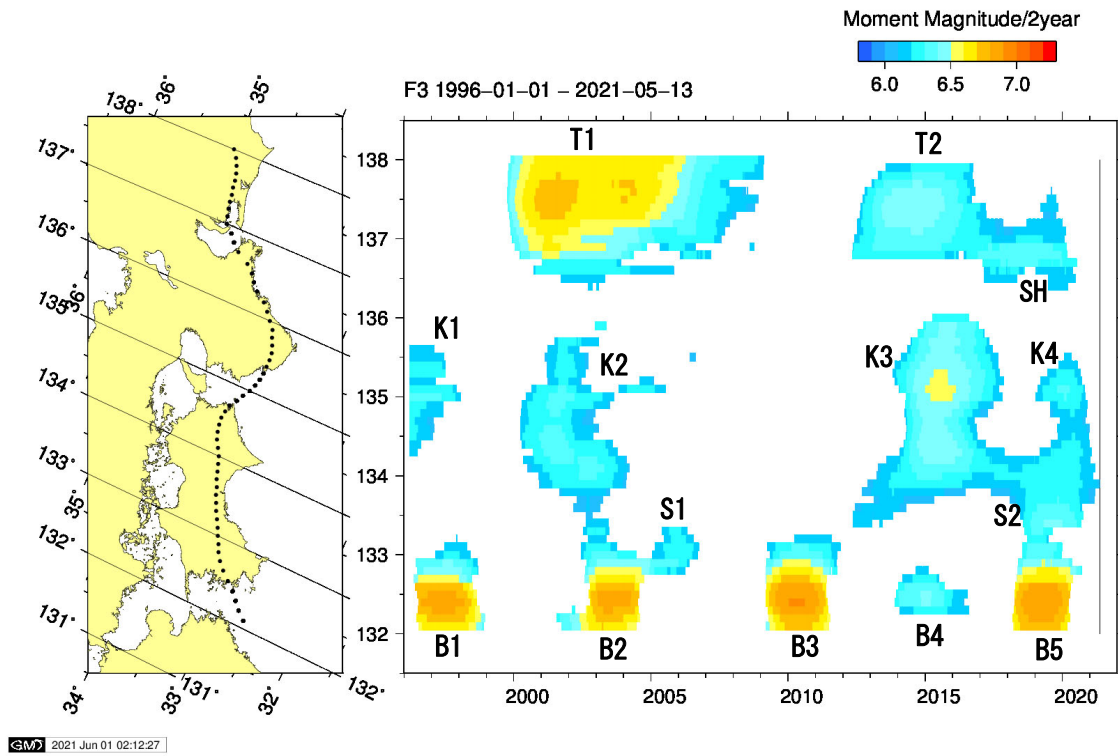 Moment Magnitude/2year
6.0 6.5 7.0
F3 1996−01−01 − 2021−05−13
36° 35°
138°
137°
136°
135°
36°
134°
133°
35°
132°
131°
34° 33° 131° 32° 132°
138
137
136
135
134
133
132
T1 T2
SH
K1 K2 K3 K4
S1 S2
B1 B2 B3 B4 B5
2000 2005 2010 2015 2020
GMT 2021 Jun 01 02:12:27